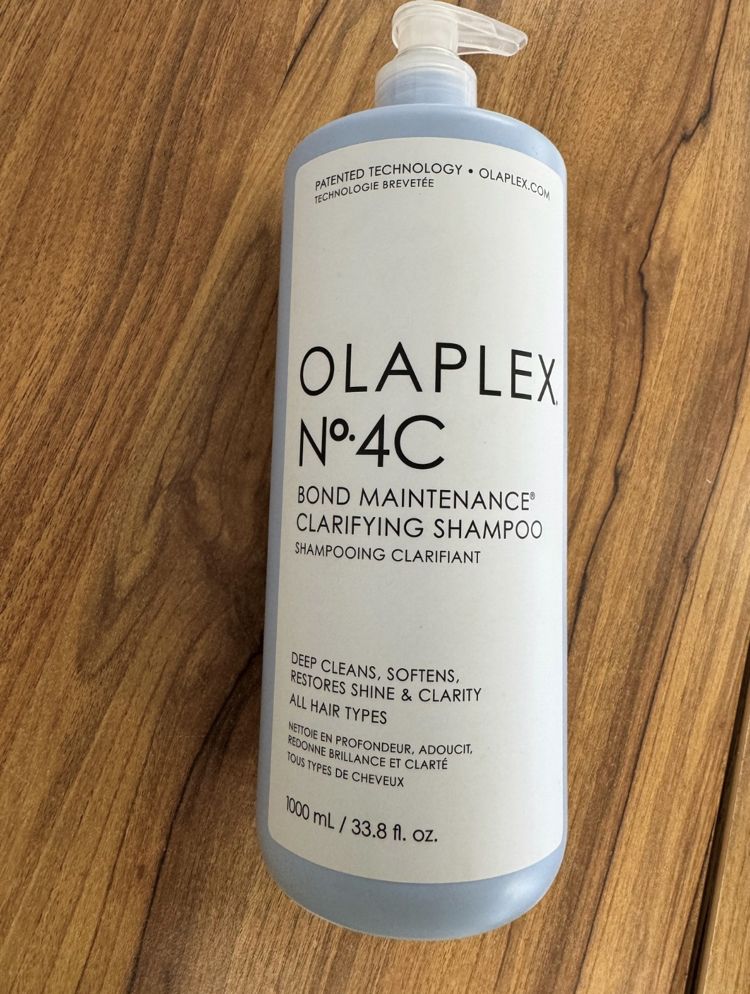 PATENTED TECHNOLOGY • OLAPLEX.COM
TECHNOLOGIE BREVETÉE
OLAPLEX.
Nº.4C
BOND MAINTENANCE®
CLARIFYING SHAMPOO
SHAMPOOING CLARIFIANT
DEEP CLEANS, SOFTENS,
RESTORES SHINE & CLARITY
ALL HAIR TYPES
NETTOIE EN PROFONDEUR, ADOUCIT,
REDONNE BRILLANCE ET CLARTÉ
TOUS TYPES DE CHEVEUX
1000 mL / 33.8 fl. oz.